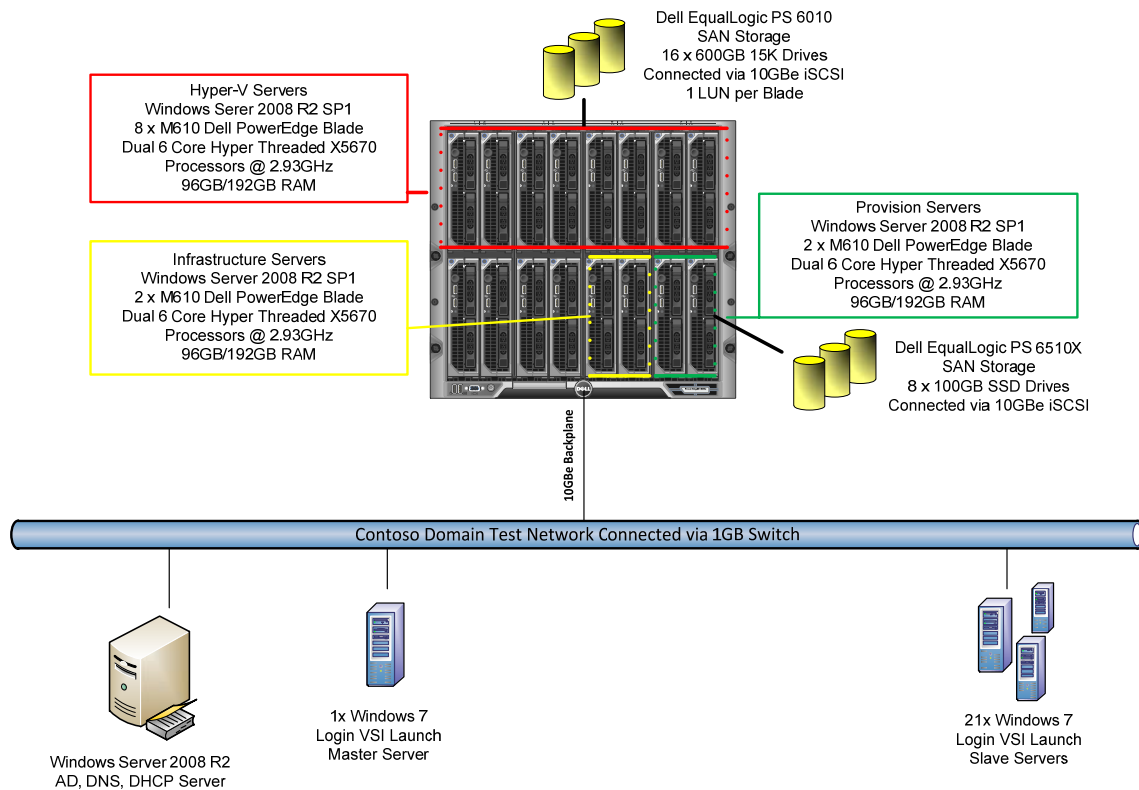 Dell EqualLogic PS 6010
SAN Storage
16 x 600GB 15K Drives
Connected via 10GBe iSCSI
1 LUN per Blade
Hyper-V Servers
Windows Serer 2008 R2 SP1
8 x M610 Dell PowerEdge Blade
Dual 6 Core Hyper Threaded X5670
Processors @ 2.93GHz
96GB/192GB RAM
Provision Servers
Windows Server 2008 R2 SP1
2 x M610 Dell PowerEdge Blade
Dual 6 Core Hyper Threaded X5670
Processors @ 2.93GHz
96GB/192GB RAM
Infrastructure Servers
Windows Server 2008 R2 SP1
2 x M610 Dell PowerEdge Blade
Dual 6 Core Hyper Threaded X5670
Processors @ 2.93GHz
96GB/192GB RAM
Dell EqualLogic PS 6510X
SAN Storage
8 x 100GB SSD Drives
Connected via 10GBe iSCSI
DELL
10GBe Backplane
Contoso Domain Test Network Connected via 1GB Switch
Windows Server 2008 R2
AD, DNS, DHCP Server
1x Windows 7
Login VSI Launch
Master Server
21x Windows 7
Login VSI Launch
Slave Servers